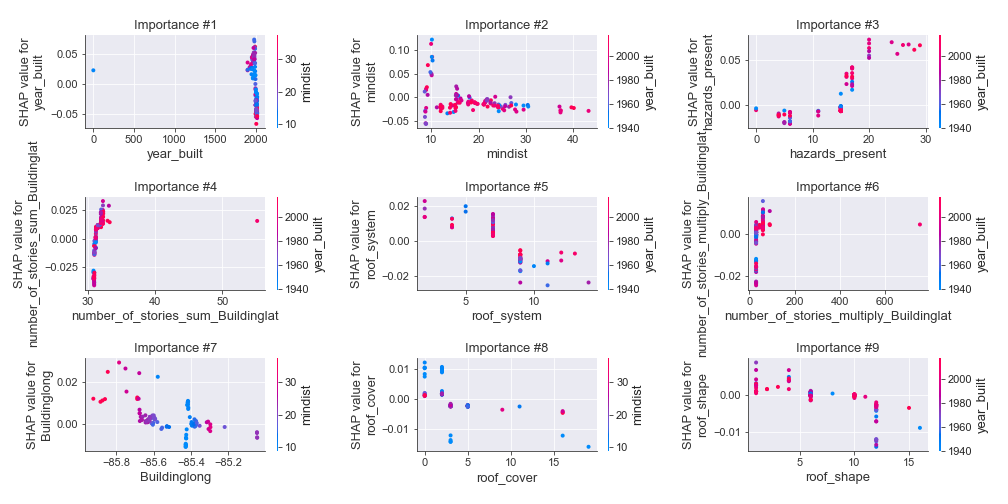 Importance #1
SHAP value for
year_built
0.05
0.00
−0.05
0
500
1000
1500
2000
year_built
30
20
10
mindist
Importance #2
SHAP value for
mindist
0.10
0.05
0.00
−0.05
10
20
30
40
mindist
2000
1980
1960
1940
year_built
Importance #3
SHAP value for
hazards_present
0.05
0.00
0
10
20
30
hazards_present
2000
1980
1960
1940
year_built
Importance #4
SHAP value for
number_of_stories_sum_Buildinglat
0.025
0.000
−0.025
30
40
50
number_of_stories_sum_Buildinglat
2000
1980
1960
1940
year_built
Importance #5
SHAP value for
roof_system
0.02
0.00
−0.02
5
10
roof_system
2000
1980
1960
1940
year_built
Importance #6
SHAP value for
number_of_stories_multiply_Buildinglat
0.00
−0.02
0
200
400
600
number_of_stories_multiply_Buildinglat
2000
1980
1960
1940
year_built
Importance #7
SHAP value for
Buildinglong
0.02
0.00
−85.8
−85.6
−85.4
−85.2
Buildinglong
30
20
10
mindist
Importance #8
SHAP value for
roof_cover
0.01
0.00
−0.01
0
5
10
15
roof_cover
30
20
10
mindist
Importance #9
SHAP value for
roof_shape
0.00
−0.01
5
10
15
roof_shape
2000
1980
1960
1940
year_built